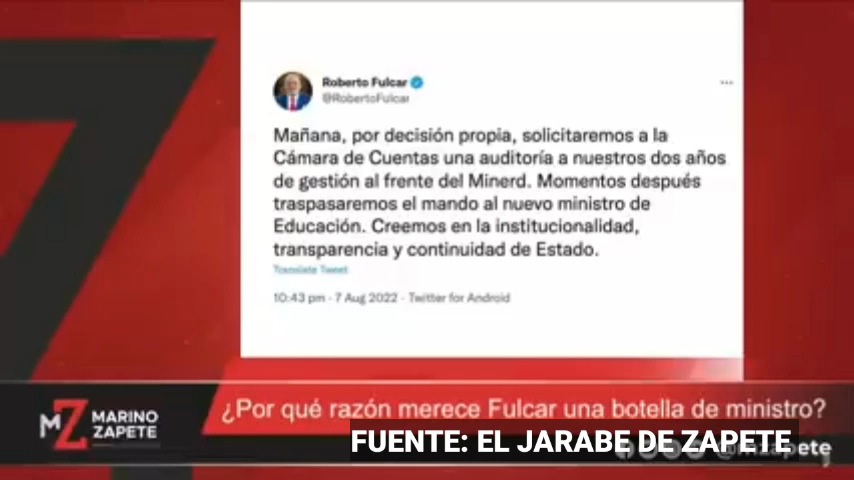 Roberto Fulcar
@RobertoFulcar
Mañana, por decisión propia, solicitaremos a la
Cámara de Cuentas una auditoría a nuestros dos años
de gestión al frente del Minerd. Momentos después
traspasaremos el mando al nuevo ministro de
Educación. Creemos en la institucionalidad,
transparencia y continuidad de Estado.
Translate Tweet
10:43 pm · 7 Aug 2022 · Twitter for Android
¿Por qué razón merece Fulcar una botella de ministro?
MZ MARINO
ZAPETE
FUENTE: EL JARABE DE ZAPETE
@mzapete